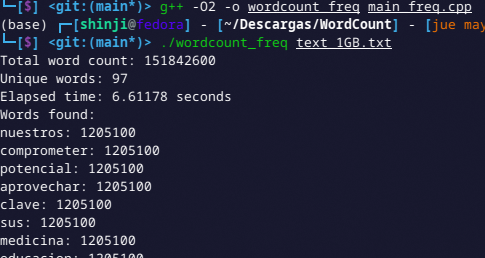 └─[$] <git:(main*)> g++ -O2 -o wordcount_freq main_freq.cpp
(base) ┌─[shinji@fedora] - [~/Descargas/WordCount] - [jue may
└─[$] <git:(main*)> ./wordcount_freq text_1GB.txt
Total word count: 151842600
Unique words: 97
Elapsed time: 6.61178 seconds
Words found:
nuestros: 1205100
comprometer: 1205100
potencial: 1205100
aprovechar: 1205100
clave: 1205100
sus: 1205100
medicina: 1205100
educacion: 1205100